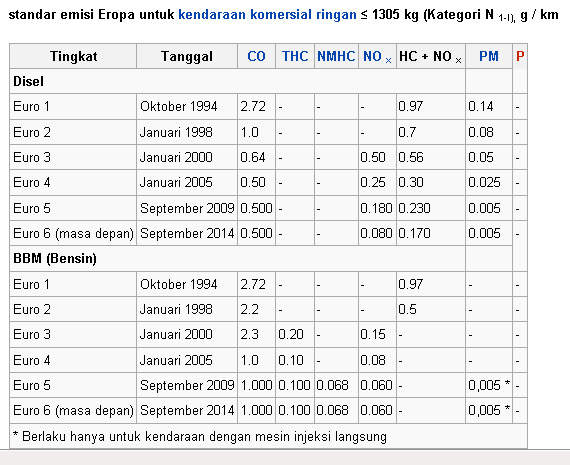 standar emisi Eropa untuk kendaraan komersial ringan ≤ 1305 kg (Kategori N 1-I), g / km
Tingkat Tanggal CO THC NMHC NO x HC + NO x PM P
Disel
Euro 1 Oktober 1994 2.72 - - - 0.97 0.14 -
Euro 2 Januari 1998 1.0 - - - 0.7 0.08 -
Euro 3 Januari 2000 0.64 - - 0.50 0.56 0.05 -
Euro 4 Januari 2005 0.50 - - 0.25 0.30 0.025 -
Euro 5 September 2009 0.500 - - 0.180 0.230 0.005 -
Euro 6 (masa depan) September 2014 0.500 - - 0.080 0.170 0.005 -
BBM (Bensin)
Euro 1 Oktober 1994 2.72 - - - 0.97 - -
Euro 2 Januari 1998 2.2 - - - 0.5 - -
Euro 3 Januari 2000 2.3 0.20 - 0.15 - - -
Euro 4 Januari 2005 1.0 0.10 - 0.08 - - -
Euro 5 September 2009 1.000 0.100 0.068 0.060 - 0,005 * -
Euro 6 (masa depan) September 2014 1.000 0.100 0.068 0.060 - 0,005 * -
* Berlaku hanya untuk kendaraan dengan mesin injeksi langsung